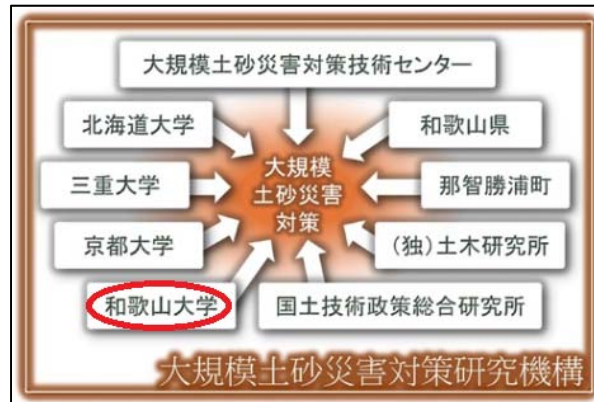 大規模土砂災害対策技術センター
北海道大学
和歌山県
三重大学
大規模
土砂災害
対策
那智勝浦町
京都大学
(独)土木研究所
和歌山大学
国土技術政策総合研究所
大規模土砂災害対策研究機構